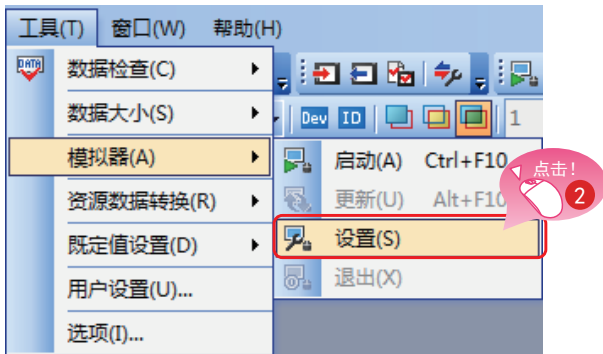 工具(T) 窗口(W) 帮助(H)
DATA 数据检查(C)
数据大小(S)
Dev ID 1
模拟器(A)
启动(A) Ctrl+F10
点击!
2
资源数据转换(R)
更新(U) Alt+F10
既定值设置(D)
设置(S)
用户设置(U)...
退出(X)
选项(I)...